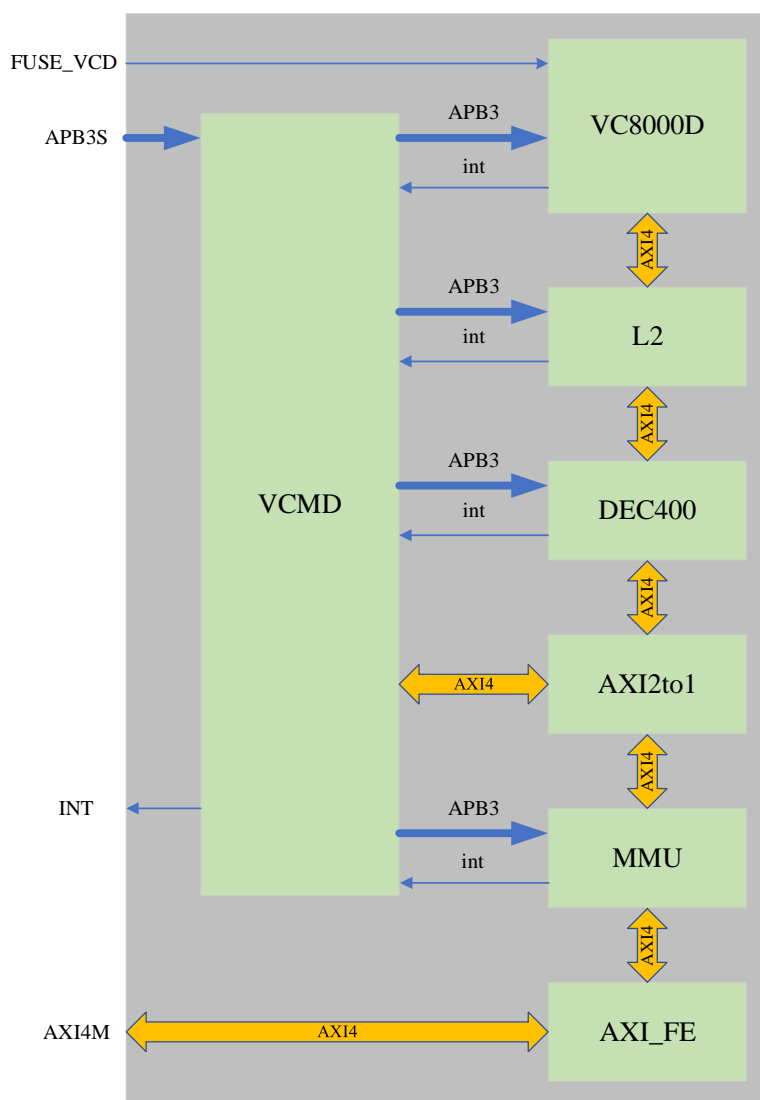 FUSE_VCD
VC8000D
APB3S
APB3
int
AXI4
APB3
L2
int
AXI4
APB3
VCMD
DEC400
int
AXI4
AXI4
AXI2to1
AXI4
INT
APB3
MMU
int
AXI4
AXI4M
AXI4
AXI_FE